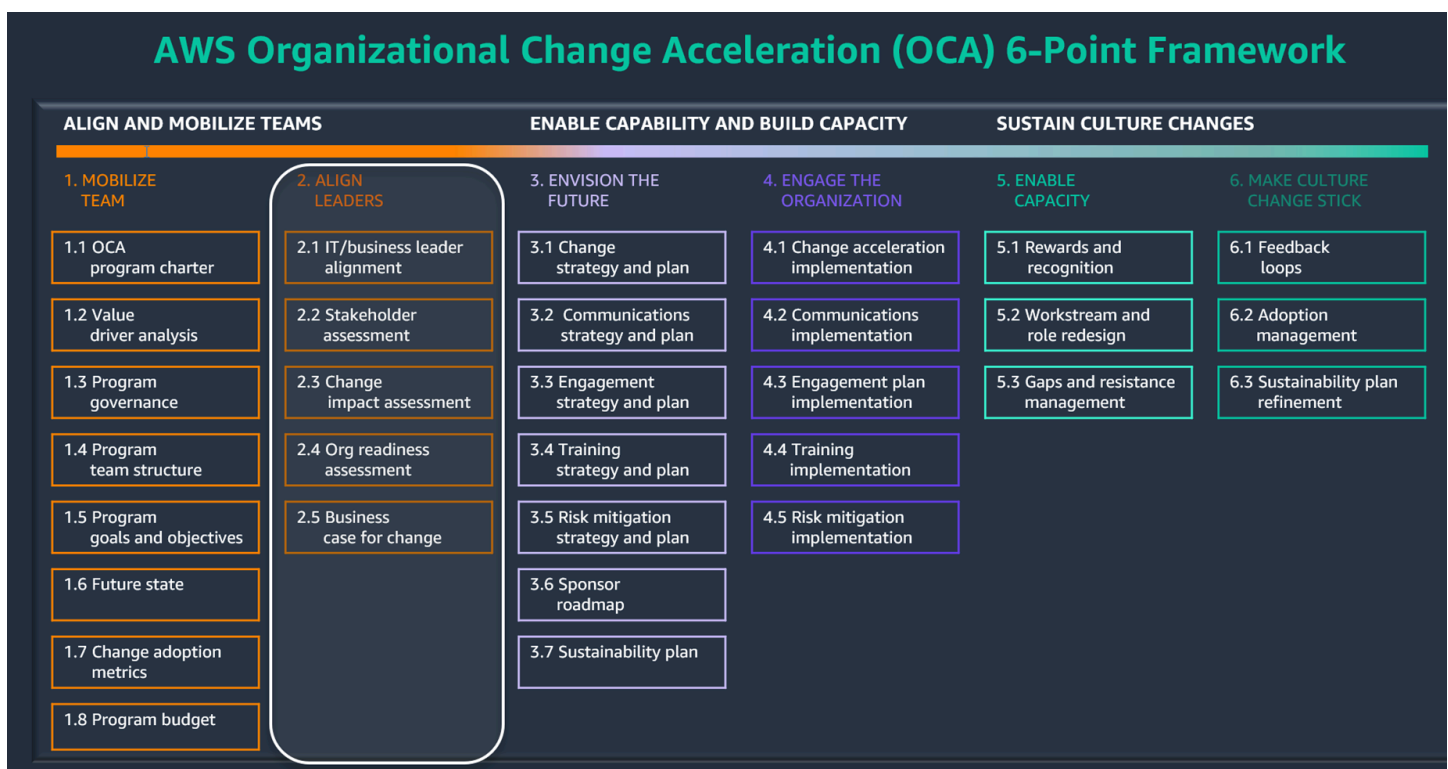 AWS Organizational Change Acceleration (OCA) 6-Point Framework
ALIGN AND MOBILIZE TEAMS
ENABLE CAPABILITY AND BUILD CAPACITY
SUSTAIN CULTURE CHANGES
1. MOBILIZE
TEAM
1.1 OCA
program charter
1.2 Value
driver analysis
1.3 Program
governance
1.4 Program
team structure
1.5 Program
goals and objectives
1.6 Future state
1.7 Change adoption
metrics
1.8 Program budget
2. ALIGN
LEADERS
2.1 IT/business leader
alignment
2.2 Stakeholder
assessment
2.3 Change
impact assessment
2.4 Org readiness
assessment
2.5 Business
case for change
3. ENVISION THE
FUTURE
3.1 Change
strategy and plan
3.2 Communications
strategy and plan
3.3 Engagement
strategy and plan
3.4 Training
strategy and plan
3.5 Risk mitigation
strategy and plan
3.6 Sponsor
roadmap
3.7 Sustainability plan
4. ENGAGE THE
ORGANIZATION
4.1 Change acceleration
implementation
4.2 Communications
implementation
4.3 Engagement plan
implementation
4.4 Training
implementation
4.5 Risk mitigation
implementation
5. ENABLE
CAPACITY
5.1 Rewards and
recognition
5.2 Workstream and
role redesign
5.3 Gaps and resistance
management
6. MAKE CULTURE
CHANGE STICK
6.1 Feedback
loops
6.2 Adoption
management
6.3 Sustainability plan
refinement